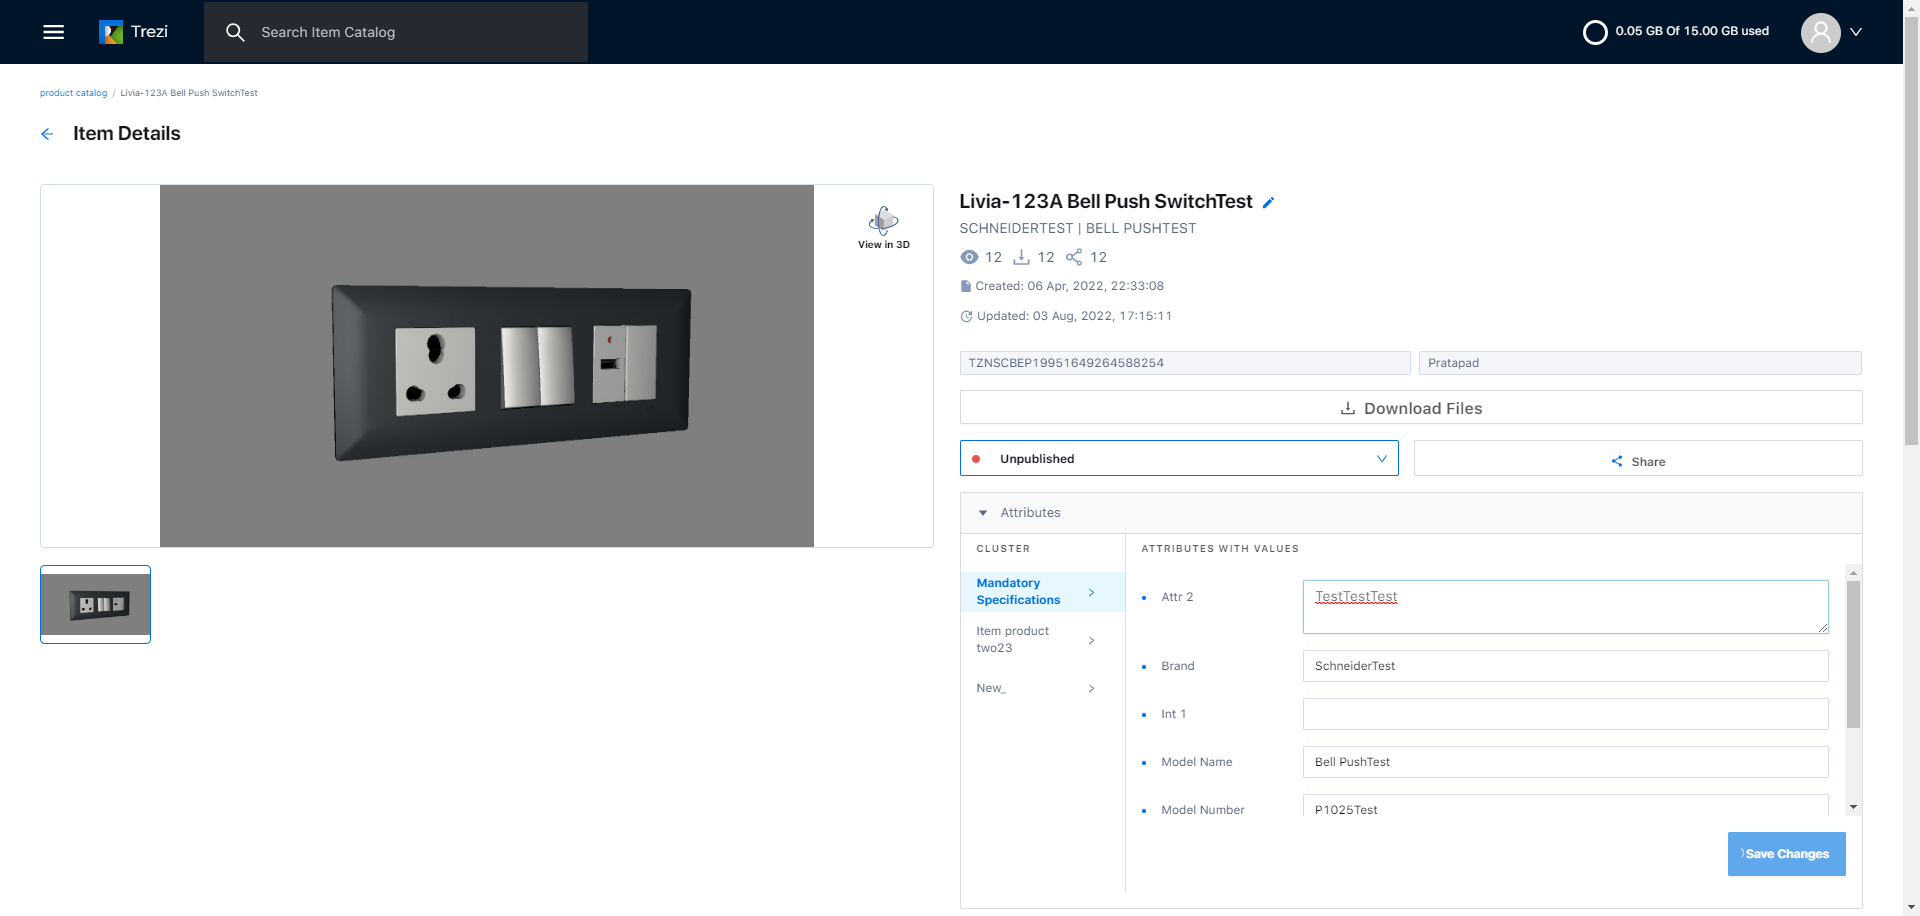 Trezi
Search Item Catalog
0.05 GB Of 15.00 GB used
product catalog / Livia-123A Bell Push SwitchTest
Item Details
View in 3D
Livia-123A Bell Push SwitchTest
SCHNEIDERTEST | BELL PUSHTEST
12 12 12
Created: 06 Apr, 2022, 22:33:08
Updated: 03 Aug, 2022, 17:15:11
TZNSCBEP19951649264588254
Pratapad
Download Files
Unpublished
Share
Attributes
CLUSTER
Mandatory
Specifications
Item product
two23
New_
ATTRIBUTES WITH VALUES
Attr 2
TestTestTest
Brand
SchneiderTest
Int 1
Model Name
Bell PushTest
Model Number
P1025Test
Save Changes